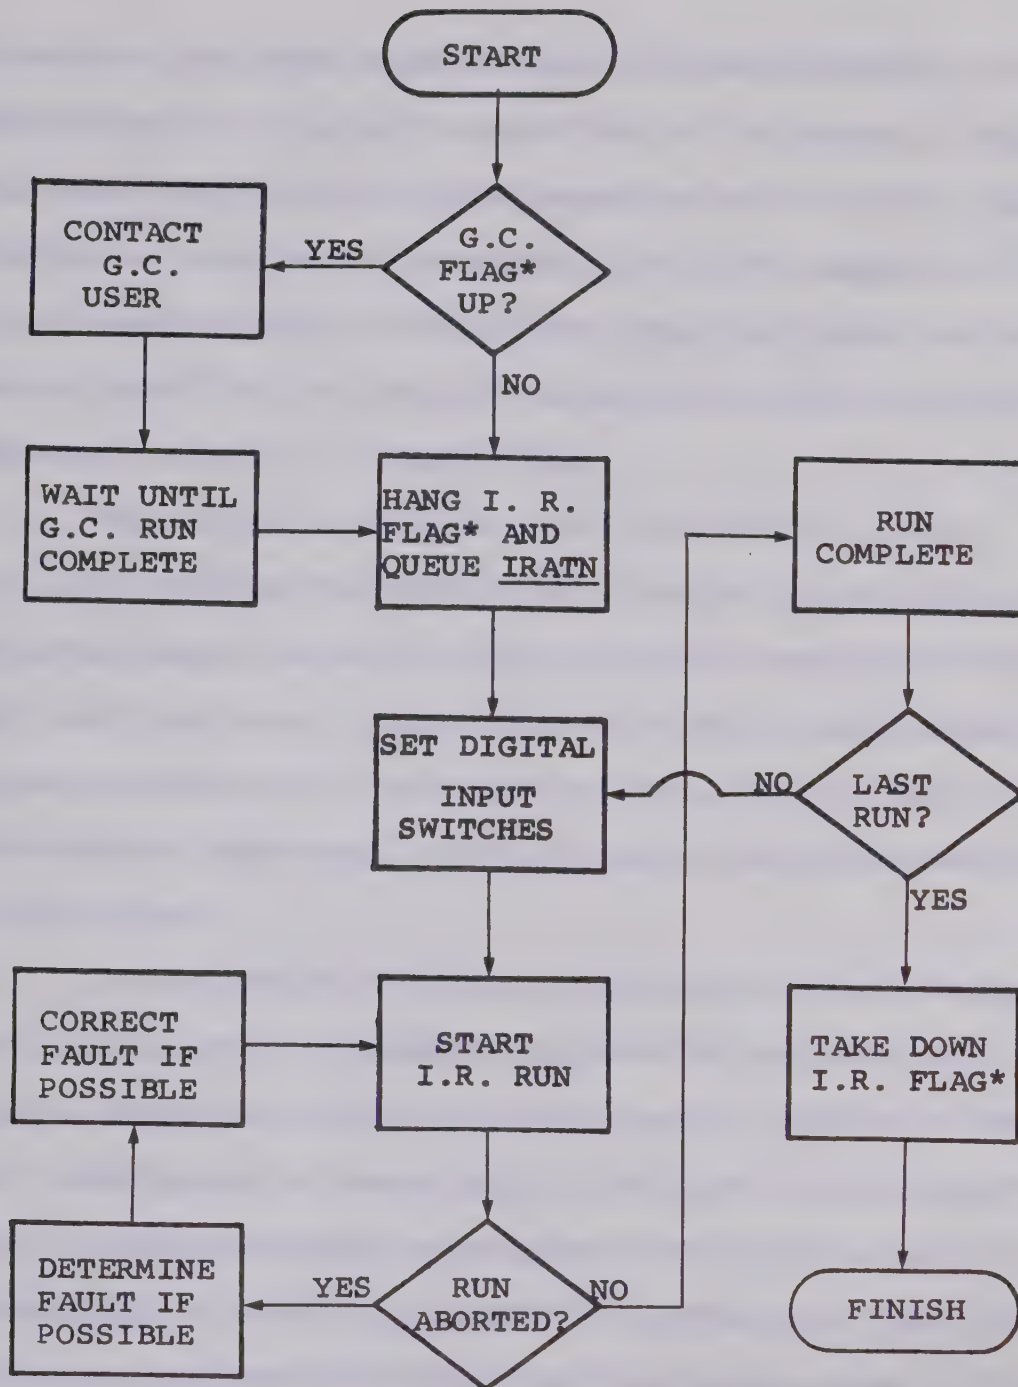 START
G.C.
FLAG*
UP?
YES
CONTACT
G.C.
USER
NO
WAIT UNTIL
G.C. RUN
COMPLETE
HANG I. R.
FLAG* AND
QUEUE IRATN
RUN
COMPLETE
SET DIGITAL
INPUT
SWITCHES
NO
LAST
RUN?
YES
CORRECT
FAULT IF
POSSIBLE
START
I.R. RUN
TAKE DOWN
I.R. FLAG*
DETERMINE
FAULT IF
POSSIBLE
YES
RUN
ABORTED?
NO
FINISH